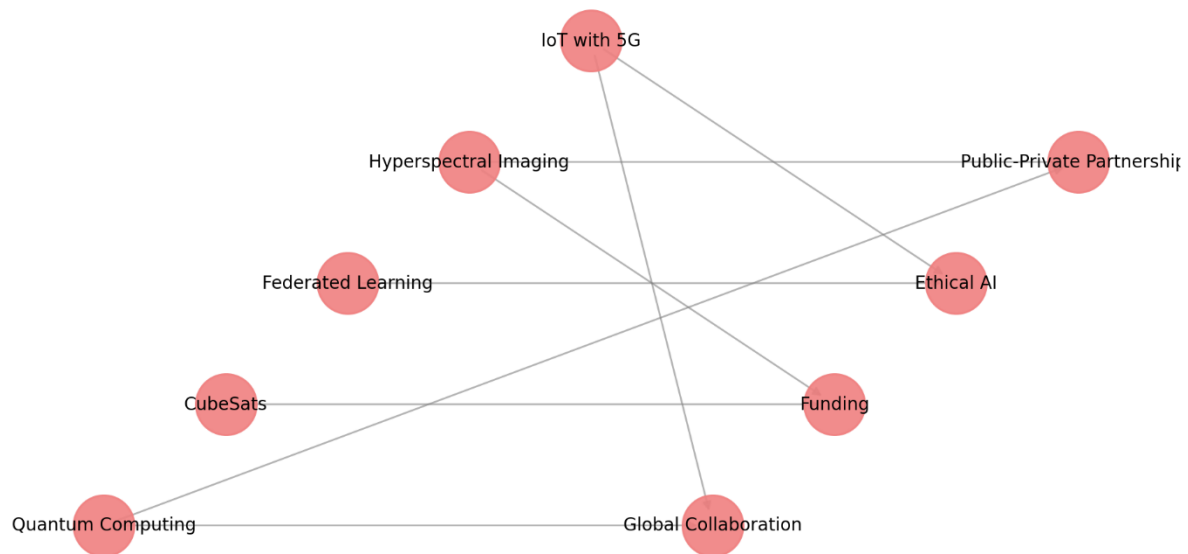 IoT with 5G
Hyperspectral Imaging
Public-Private Partnership
Federated Learning
Ethical AI
CubeSats
Funding
Quantum Computing
Global Collaboration